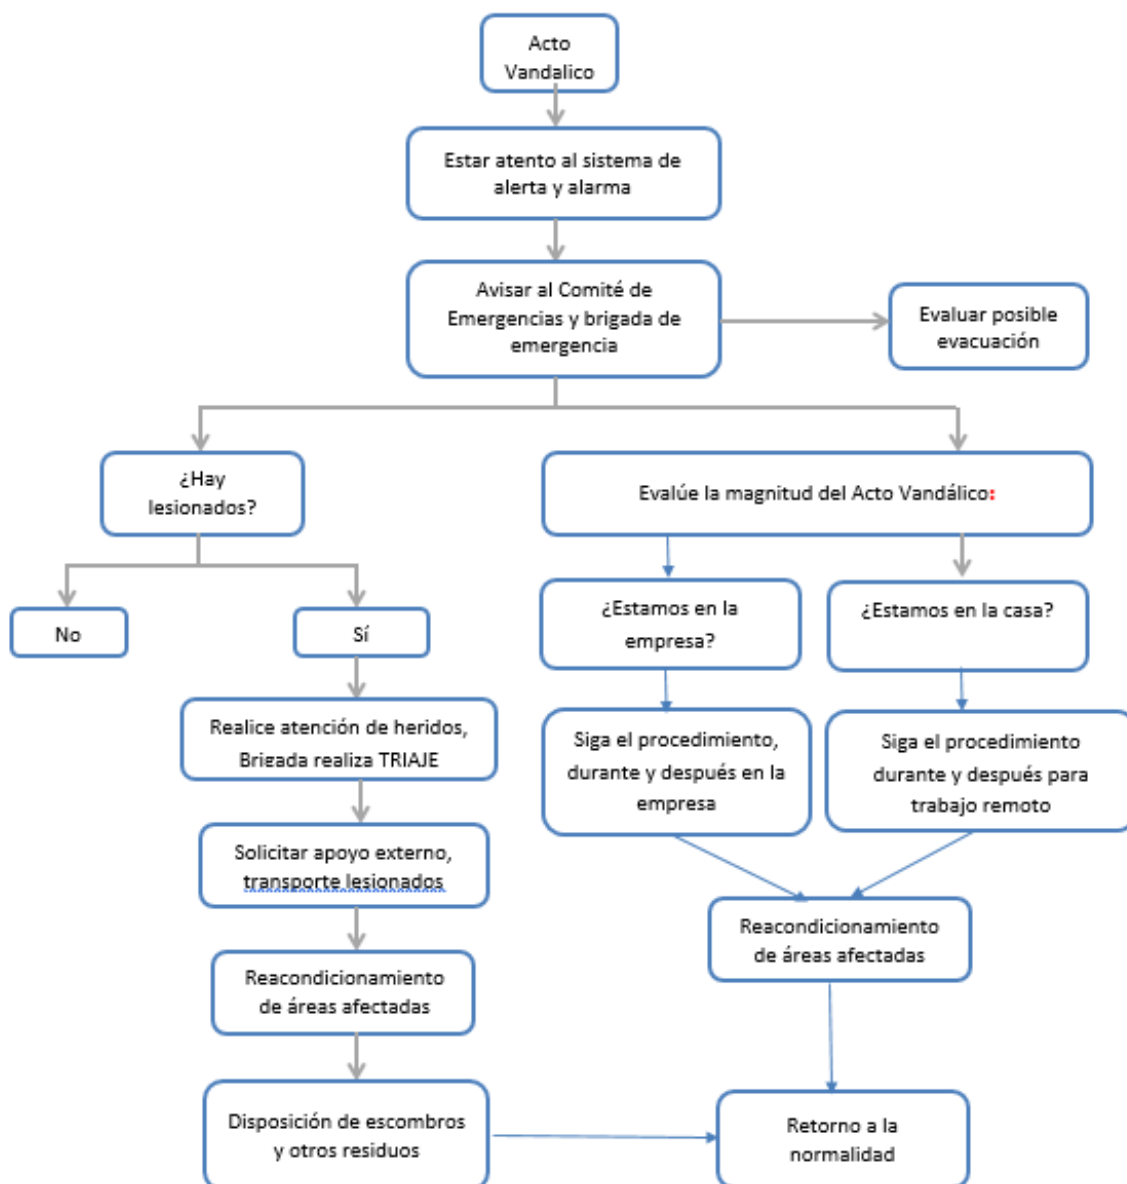 Acto
Vandalico
Estar atento al sistema de
alerta y alarma
Avisar al Comité de
Emergencias y brigada de
emergencia
Evaluar posible
evacuación
¿Hay
lesionados?
Evalúe la magnitud del Acto Vandálico:
No
Sí
¿Estamos en la
empresa?
¿Estamos en la casa?
Realice atención de heridos,
Brigada realiza TRIAJE
Siga el procedimiento,
durante y después en la
empresa
Siga el procedimiento
durante y después para
trabajo remoto
Solicitar apoyo externo,
transporte lesionados
Reacondicionamiento
de áreas afectadas
Reacondicionamiento
de áreas afectadas
Disposición de escombros
y otros residuos
Retorno a la
normalidad